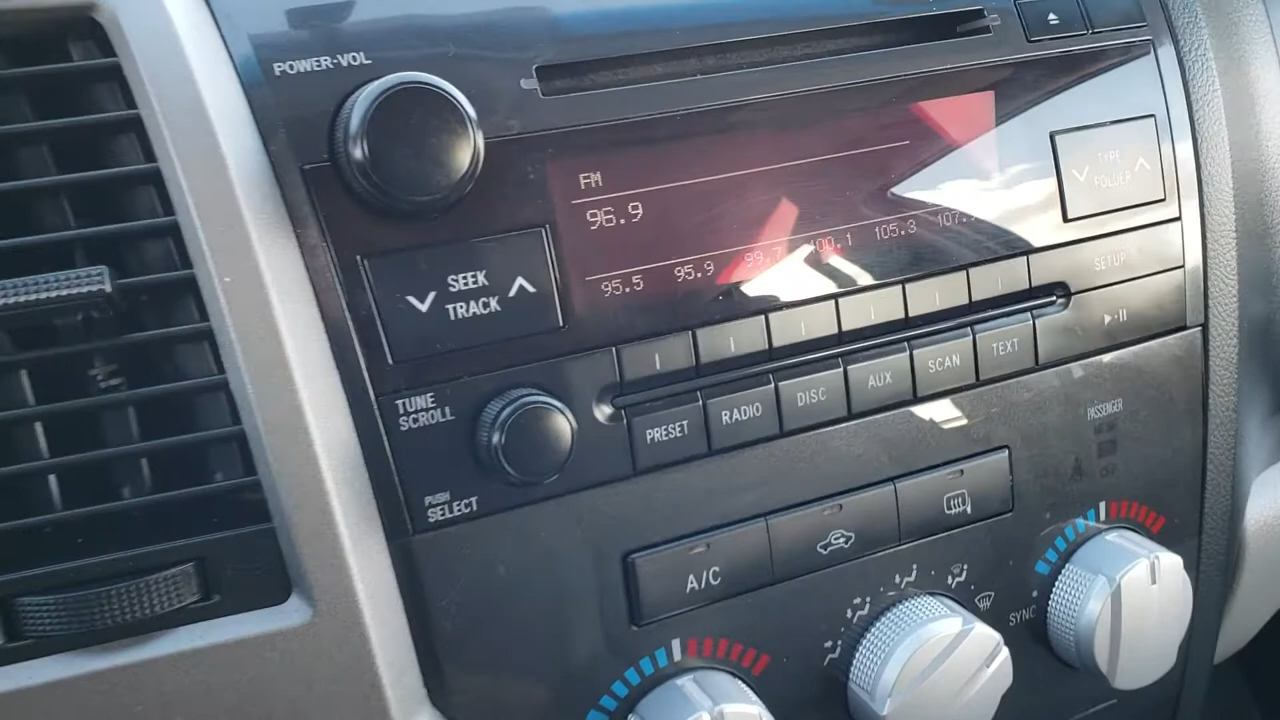 POWER-VOL
FM
96.9
95.5 95.9 99.7 100.1 105.3 107.
TYPE
FOLDER
SEEK
TRACK
SETUP
TUNE
SCROLL
PRESET RADIO DISC AUX SCAN TEXT
PUSH
SELECT
PASSENGER
A/C
SYNC